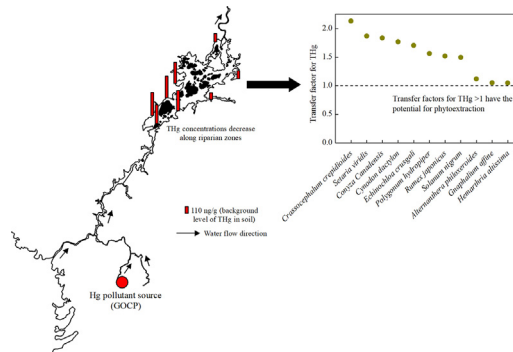 THg concentrations decrease
along riparian zones
110 ng/g (background
level of THg in soil)
Water flow direction
Hg pollutant source
(GOCP)
Transfer factor for THg
2.0
1.5
1.0
0.5
0.0
Transfer factors for THg >1 have the
potential for phytoextraction
Crassocephalum crepidioides
Setaria viridis
Conyza Canadensis
Cynodon dactylon
Echinochloa crusgali
Polygonum hydropiper
Rumex japonicus
Solanum nigrum
Alternanthera philoxeroides
Gnaphalium affine
Hemarthria altissima